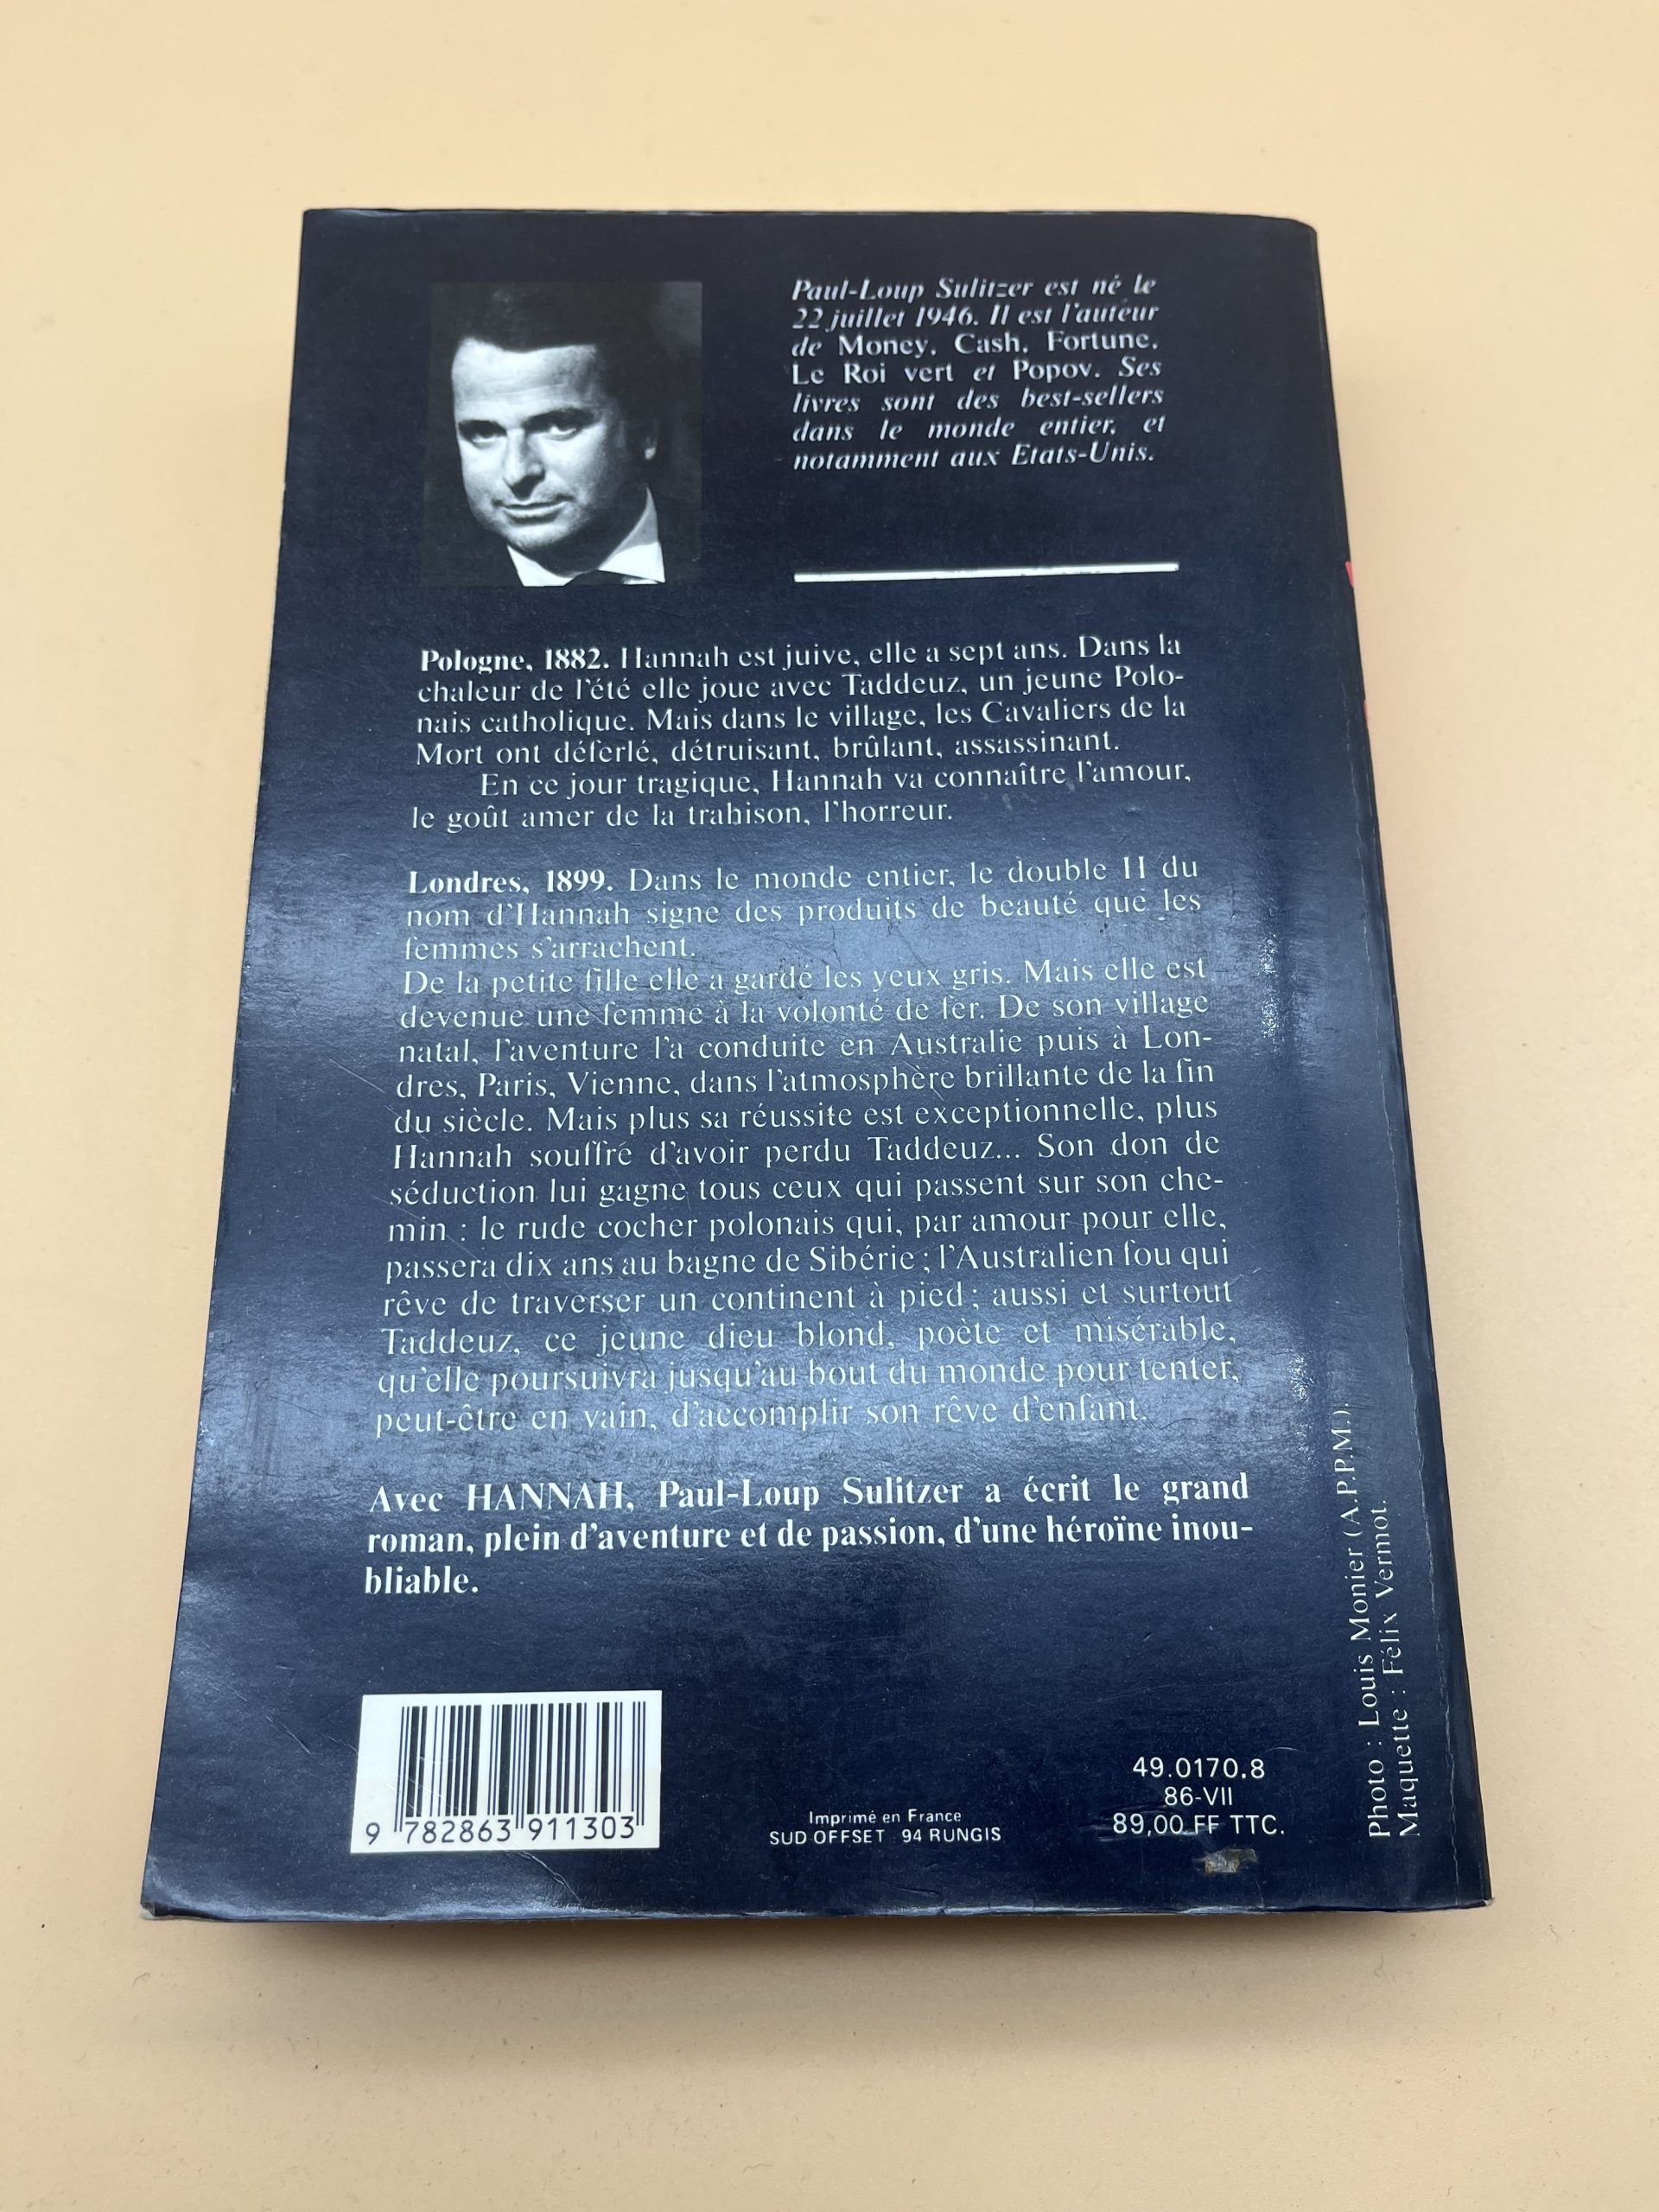 Paul-Loup Sulitzer est né le
22 juillet 1946. Il est l'auteur
de Money, Cash, Fortune,
Le Roi vert et Popov. Ses
livres sont des best-sellers
dans le monde entier, et
notamment aux Etats-Unis.
Pologne, 1882. Hannah est juive, elle a sept ans. Dans la
chaleur de l'été elle joue avec Taddeuz, un jeune Polo-
nais catholique. Mais dans le village, les Cavaliers de la
Mort ont déferlé, détruisant, brûlant, assassinant.
En ce jour tragique, Hannah va connaître l'amour,
le goût amer de la trahison, l'horreur.
Londres, 1899. Dans le monde entier, le double H du
nom d'Hannah signe des produits de beauté que les
femmes s'arrachent.
De la petite fille elle a gardé les yeux gris. Mais elle est
devenue une femme à la volonté de fer. De son village
natal, l'aventure l'a conduite en Australie puis à Lon-
dres, Paris, Vienne, dans l'atmosphère brillante de la fin
du siècle. Mais plus sa réussite est exceptionnelle, plus
Hannah souffre d'avoir perdu Taddeuz... Son don de
séduction lui gagne tous ceux qui passent sur son che-
min : le rude cocher polonais qui, par amour pour elle,
passera dix ans au bagne de Sibérie ; l'Australien fou qui
rêve de traverser un continent à pied ; aussi et surtout
Taddeuz, ce jeune dieu blond, poète et misérable,
qu'elle poursuivra jusqu'au bout du monde pour tenter,
peut-être en vain, d'accomplir son rêve d'enfant.
Avec HANNAH, Paul-Loup Sulitzer a écrit le grand
roman, plein d'aventure et de passion, d'une héroïne inou-
bliable.
9 782863 911303
Imprimé en France
SUD OFFSET 94 RUNGIS
49.0170.8
86-VII
89,00 FF TTC.
Photo : Louis Monier (A.P.P.M.).
Maquette : Félix Vermot.